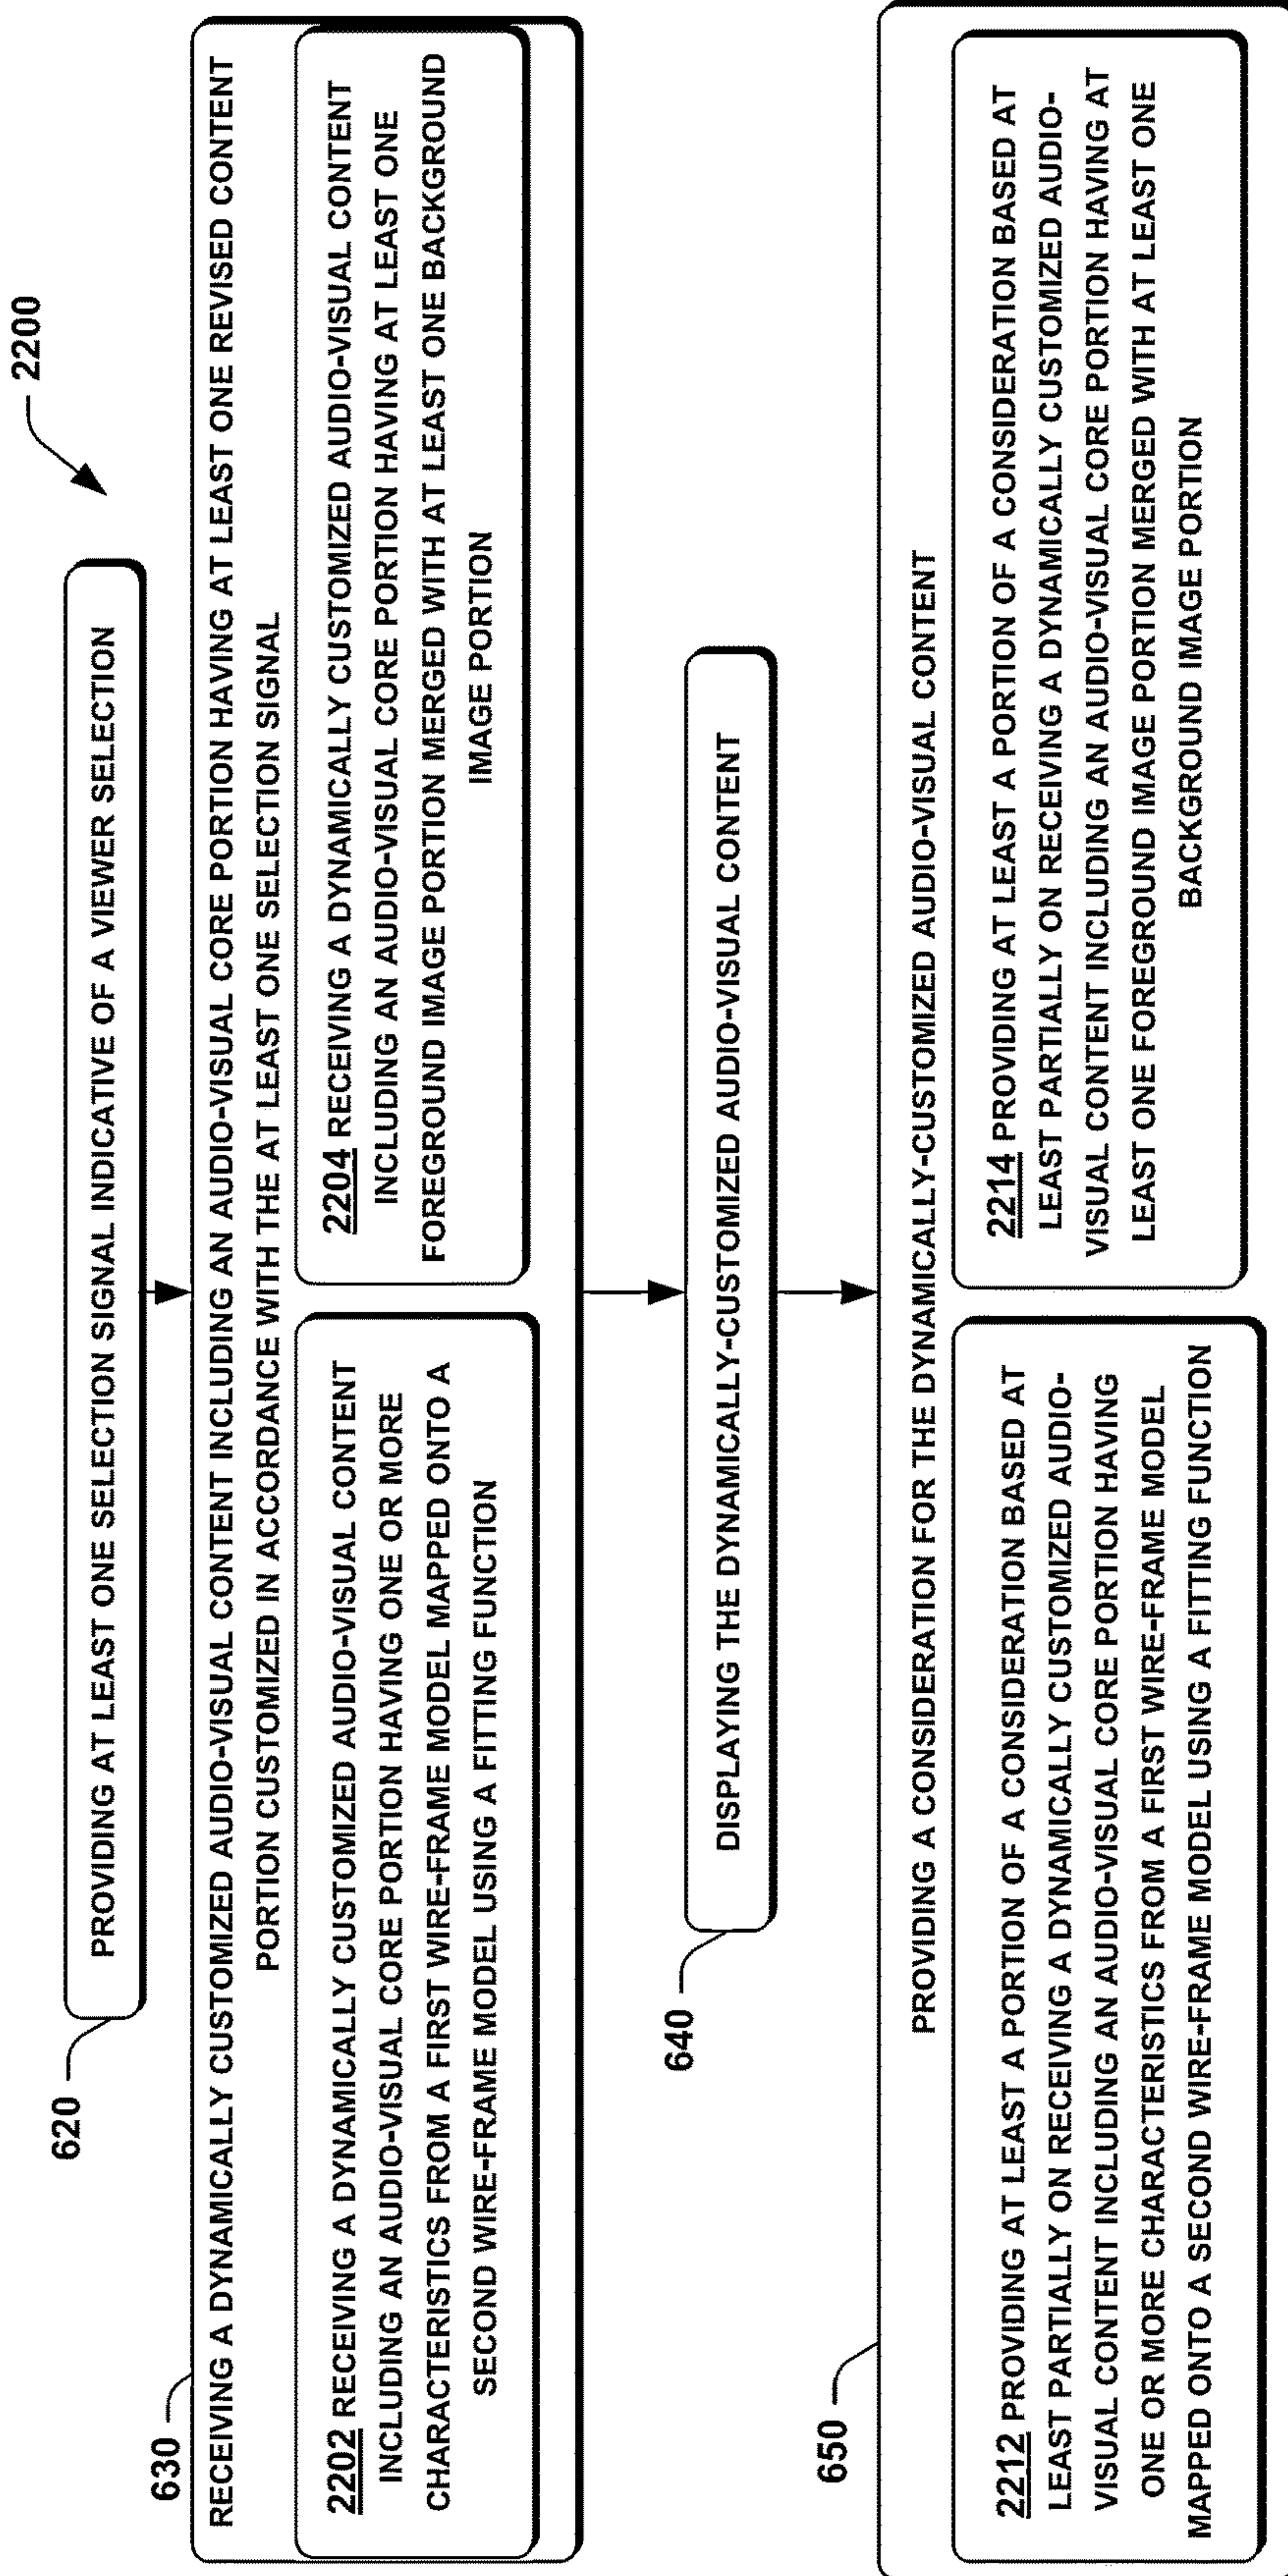 2200
620
PROVIDING AT LEAST ONE SELECTION SIGNAL INDICATIVE OF A VIEWER SELECTION
630
RECEIVING A DYNAMICALLY CUSTOMIZED AUDIO-VISUAL CONTENT INCLUDING AN AUDIO-VISUAL CORE PORTION HAVING AT LEAST ONE REVISED CONTENT
PORTION CUSTOMIZED IN ACCORDANCE WITH THE AT LEAST ONE SELECTION SIGNAL
2202 RECEIVING A DYNAMICALLY CUSTOMIZED AUDIO-VISUAL CONTENT
INCLUDING AN AUDIO-VISUAL CORE PORTION HAVING ONE OR MORE
CHARACTERISTICS FROM A FIRST WIRE-FRAME MODEL MAPPED ONTO A
SECOND WIRE-FRAME MODEL USING A FITTING FUNCTION
2204 RECEIVING A DYNAMICALLY CUSTOMIZED AUDIO-VISUAL CONTENT
INCLUDING AN AUDIO-VISUAL CORE PORTION HAVING AT LEAST ONE
FOREGROUND IMAGE PORTION MERGED WITH AT LEAST ONE BACKGROUND
IMAGE PORTION
640
DISPLAYING THE DYNAMICALLY-CUSTOMIZED AUDIO-VISUAL CONTENT
650
PROVIDING A CONSIDERATION FOR THE DYNAMICALLY-CUSTOMIZED AUDIO-VISUAL CONTENT
2212 PROVIDING AT LEAST A PORTION OF A CONSIDERATION BASED AT
LEAST PARTIALLY ON RECEIVING A DYNAMICALLY CUSTOMIZED AUDIO-
VISUAL CONTENT INCLUDING AN AUDIO-VISUAL CORE PORTION HAVING
ONE OR MORE CHARACTERISTICS FROM A FIRST WIRE-FRAME MODEL
MAPPED ONTO A SECOND WIRE-FRAME MODEL USING A FITTING FUNCTION
2214 PROVIDING AT LEAST A PORTION OF A CONSIDERATION BASED AT
LEAST PARTIALLY ON RECEIVING A DYNAMICALLY CUSTOMIZED AUDIO-
VISUAL CONTENT INCLUDING AN AUDIO-VISUAL CORE PORTION HAVING AT
LEAST ONE FOREGROUND IMAGE PORTION MERGED WITH AT LEAST ONE
BACKGROUND IMAGE PORTION